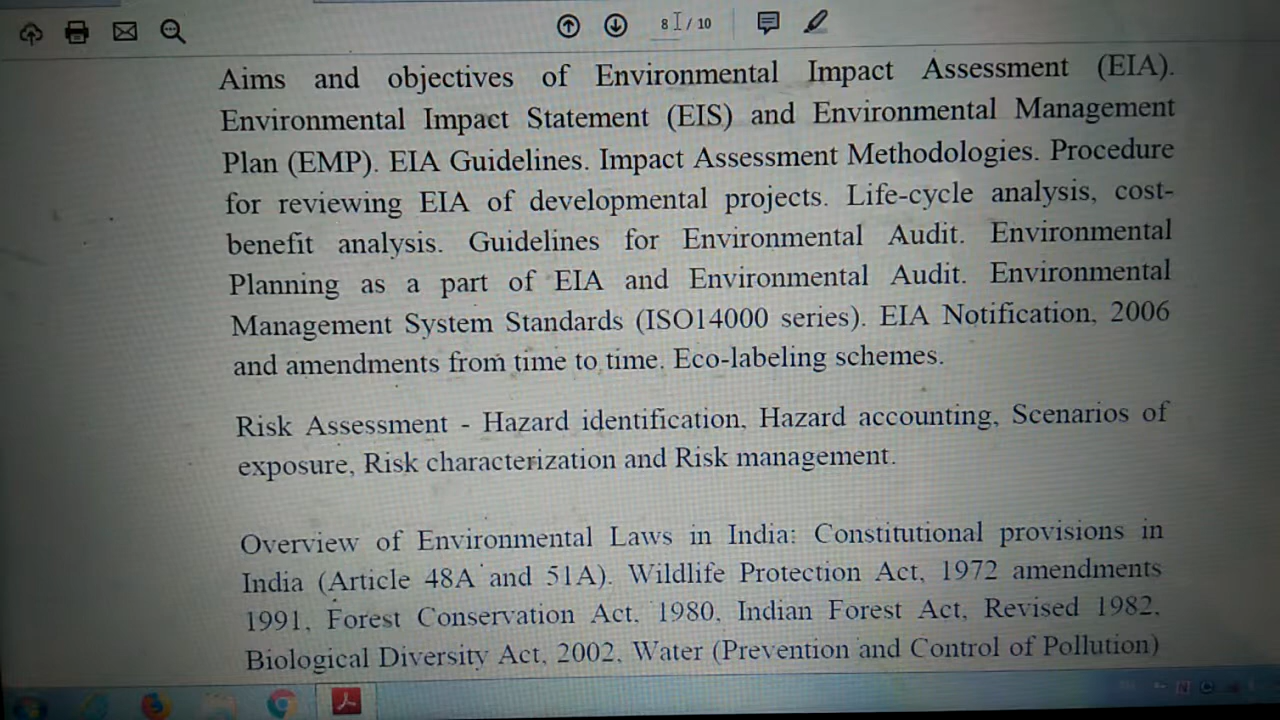 8 / 10
Aims and objectives of Environmental Impact Assessment (EIA).
Environmental Impact Statement (EIS) and Environmental Management
Plan (EMP). EIA Guidelines. Impact Assessment Methodologies. Procedure
for reviewing EIA of developmental projects. Life-cycle analysis, cost-
benefit analysis. Guidelines for Environmental Audit. Environmental
Planning as a part of EIA and Environmental Audit. Environmental
Management System Standards (ISO14000 series). EIA Notification, 2006
and amendments from time to time. Eco-labeling schemes.
Risk Assessment - Hazard identification, Hazard accounting, Scenarios of
exposure, Risk characterization and Risk management.
Overview of Environmental Laws in India: Constitutional provisions in
India (Article 48A and 51A). Wildlife Protection Act, 1972 amendments
1991, Forest Conservation Act, 1980, Indian Forest Act, Revised 1982,
Biological Diversity Act, 2002, Water (Prevention and Control of Pollution)